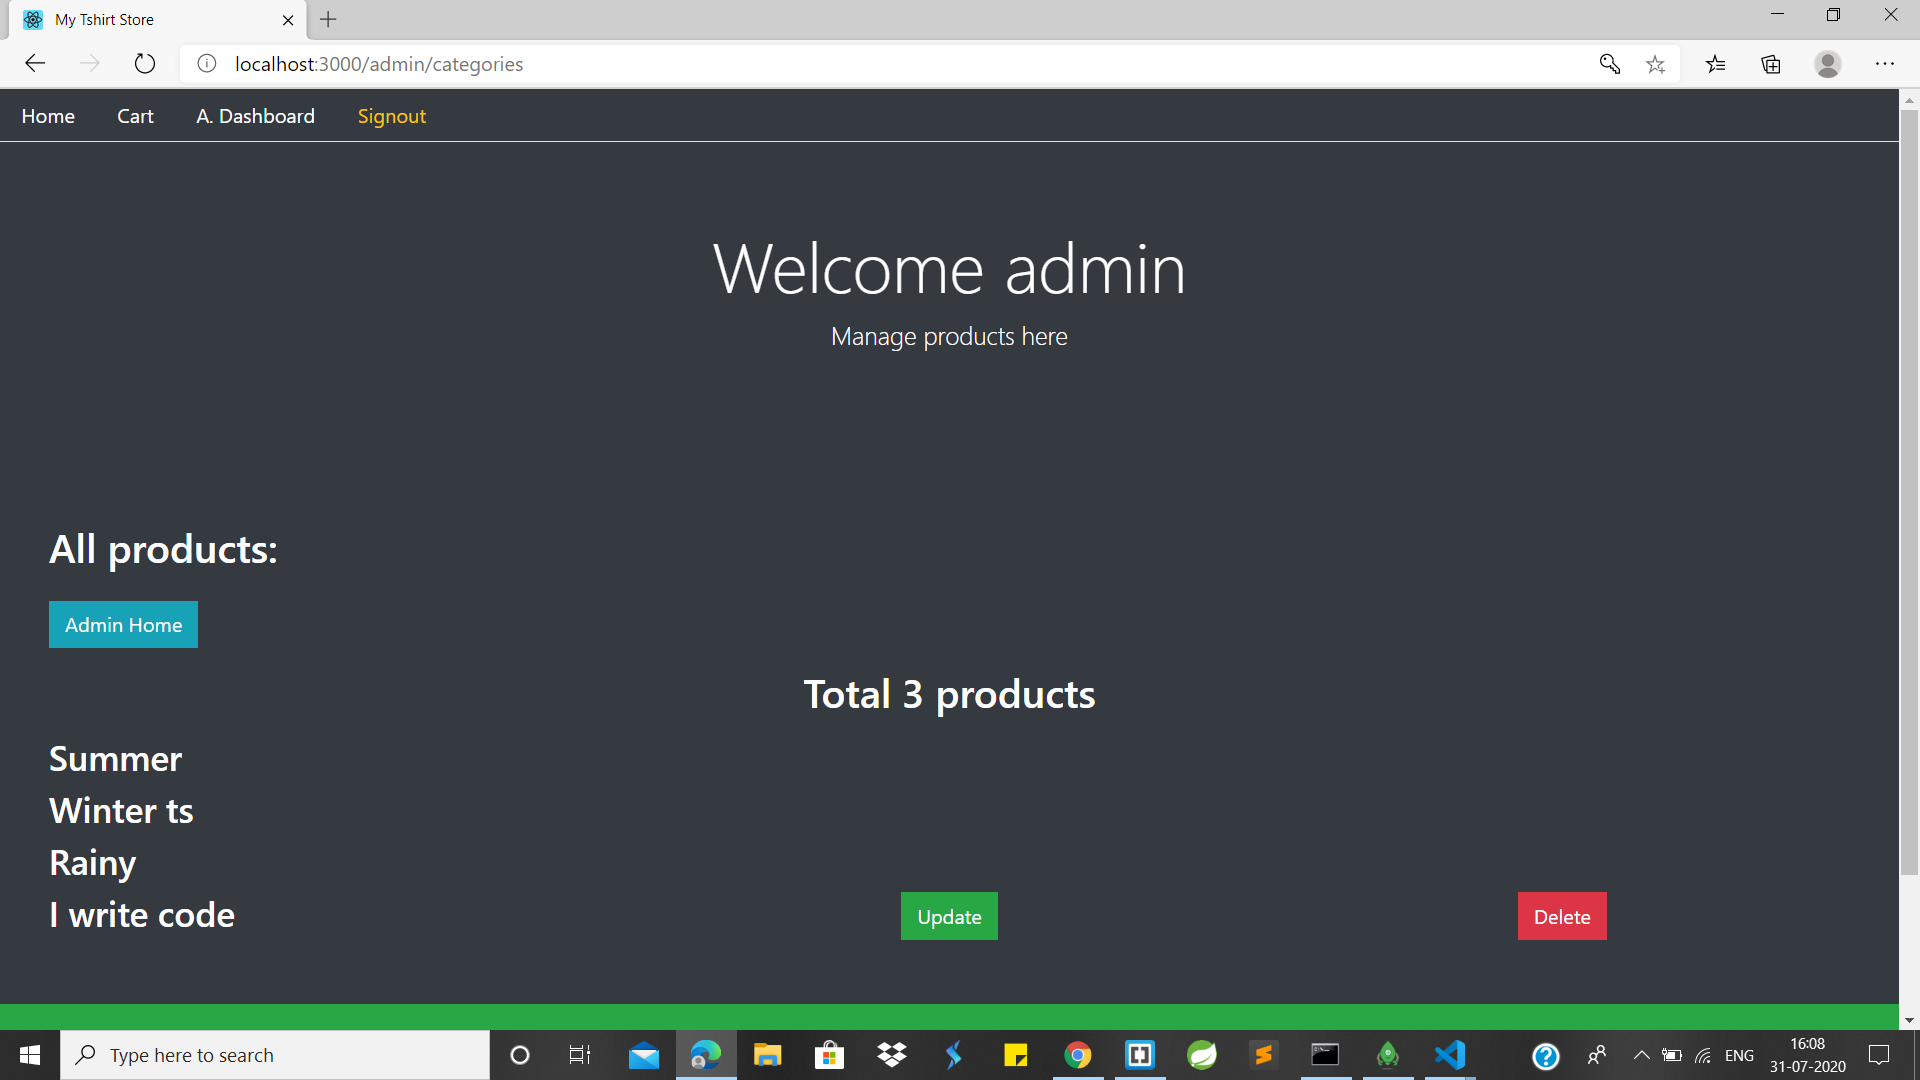 My Tshirt Store
localhost:3000/admin/categories
Home Cart A. Dashboard Signout
Welcome admin
Manage products here
All products:
Admin Home
Total 3 products
Summer
Winter ts
Rainy
I write code Update Delete
Type here to search
ENG
16:08
31-07-2020